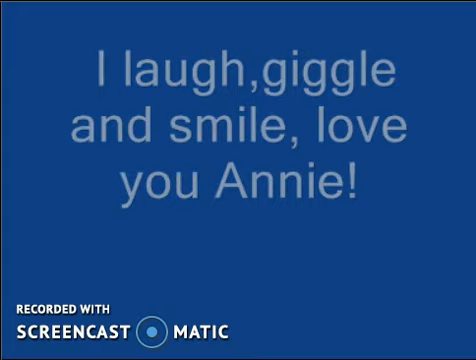 I laugh,giggle
and smile, love
you Annie!
RECORDED WITH
SCREENCAST MATIC